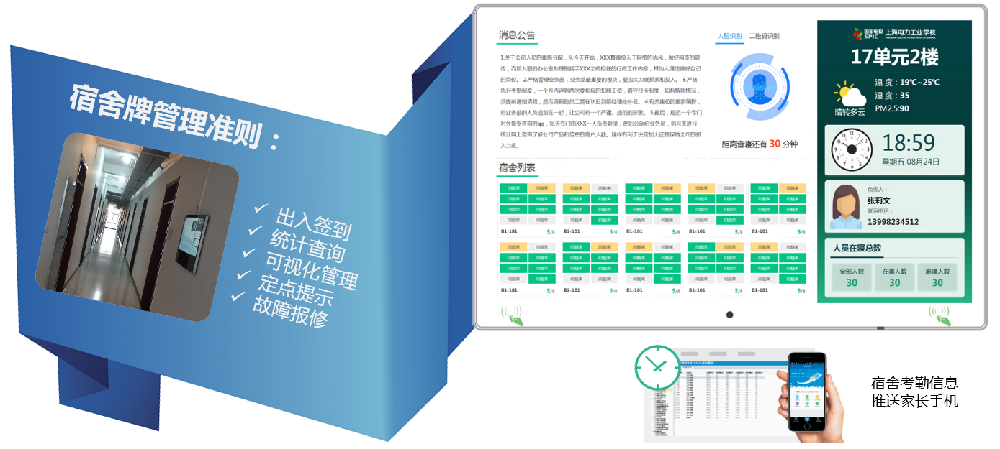 宿舍牌管理准则：
出入签到
统计查询
可视化管理
定点提示
故障报修
消息公告
1.关于公司人员的重新分配，从今天开始，XXX着重投入于网络的优化，做好网页的宣
传，而新入职的办公室助理则接手XXX之前担任的行政工作内容，其他人继续做好自己
的岗位。 2.严格管理业务部，业务是最重要的模块，要加大力度抓紧和投入。 3.严格
执行考勤制度，一个月内迟到两次要相应的扣除工资，遵守打卡制度，如有特殊情况，
须提前通知请假，然而请假的员工需在次日到梁经理处补名。 4.有关座位的重新编排，
把业务部的人员规划在一起，让公司有一个严谨、规范的形象。 5.最后，规范一个专门
对外接受咨询的qq，每天专门由XXX一人负责登录，然后分派给业务员，到月末进行
统计网上咨询了解公司产品和信息的客户人数。这样有利于决定加大还是保持公司的投
入力度。
人脸识别 二维码识别
距离查寝还有 30 分钟
宿舍列表
B1-101 5/8 B1-101 5/8 B1-101 5/8 B1-101 5/8 B1-101 5/8
B1-101 5/8 B1-101 5/8 B1-101 5/8 B1-101 5/8 B1-101 5/8
国家电投 SPIC 上海电力工业学校
SHANGHAI ELECTRIC POWER INDUSTRY SCHOOL
17单元2楼
晴转多云
温 度：19℃~25℃
湿 度：35
PM2.5:90
18:59
星期五 08月24日
负责人：
张莉文
联系电话：
13998234512
人员在寝总数
全部人数 在寝人数 离寝人数
30 30 30
宿舍考勤信息
推送家长手机